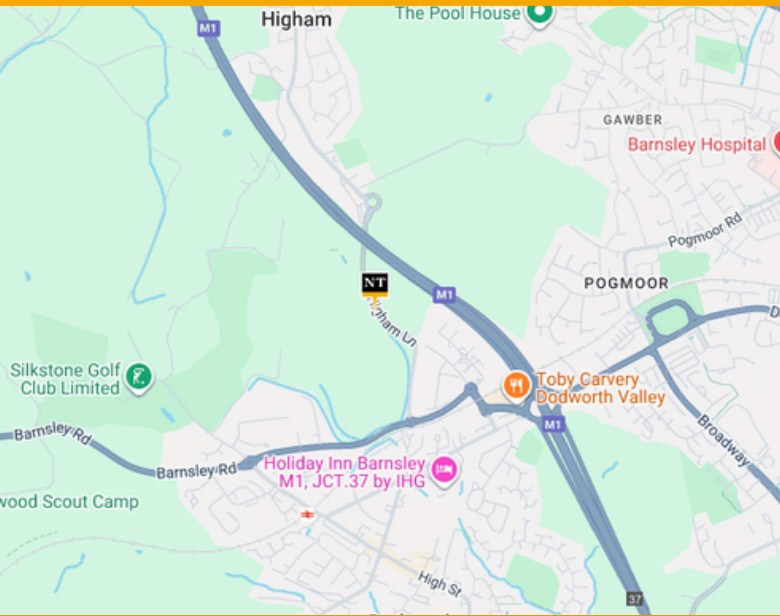 Higham
The Pool House
M1
GAWBER
Barnsley Hospital
Pogmoor Rd
POGMOOR
NT
M1
Higham Ln
Silkstone Golf
Club Limited
Toby Carvery
Dodworth Valley
M1
Broadway
Barnsley Rd
Barnsley Rd
Holiday Inn Barnsley
M1, JCT.37 by IHG
wood Scout Camp
High St
37